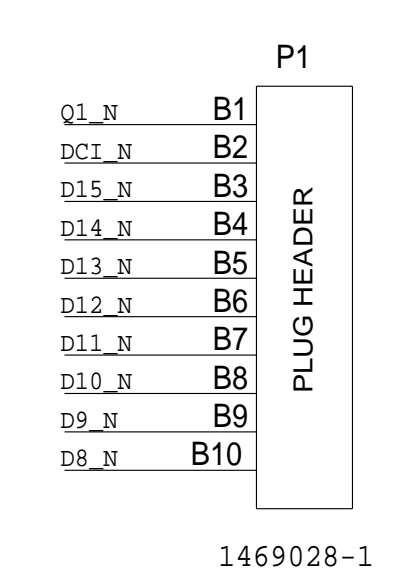 P1
Q1_N B1
DCI_N B2
D15_N B3
D14_N B4
D13_N B5
D12_N B6
D11_N B7
D10_N B8
D9_N B9
D8_N B10
PLUG HEADER
1469028-1